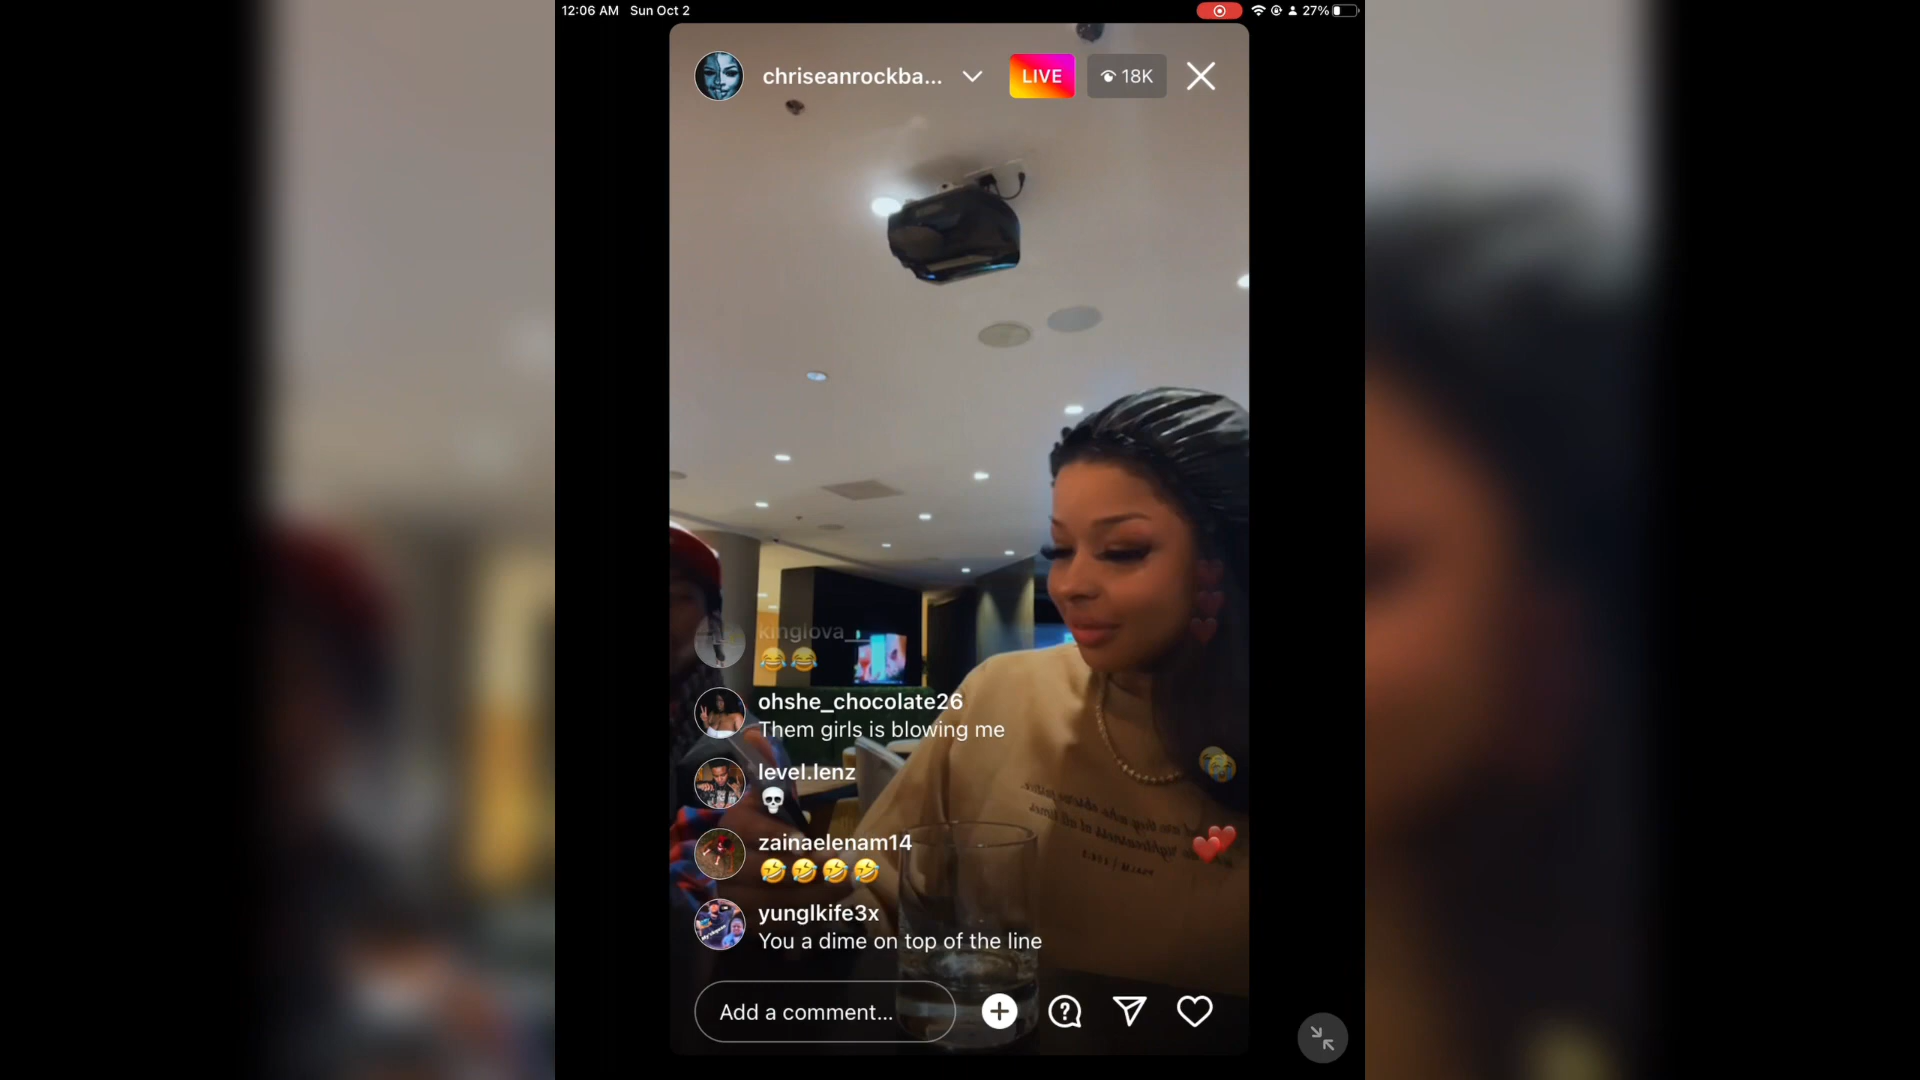 12:06 AM Sun Oct 2
27%
chriseanrockba...
LIVE
18K
kinglova__
😂😂
ohshe_chocolate26
Them girls is blowing me
level.lenz
💀
zainaelenam14
🤣🤣🤣🤣
yunglkife3x
You a dime on top of the line
Add a comment...